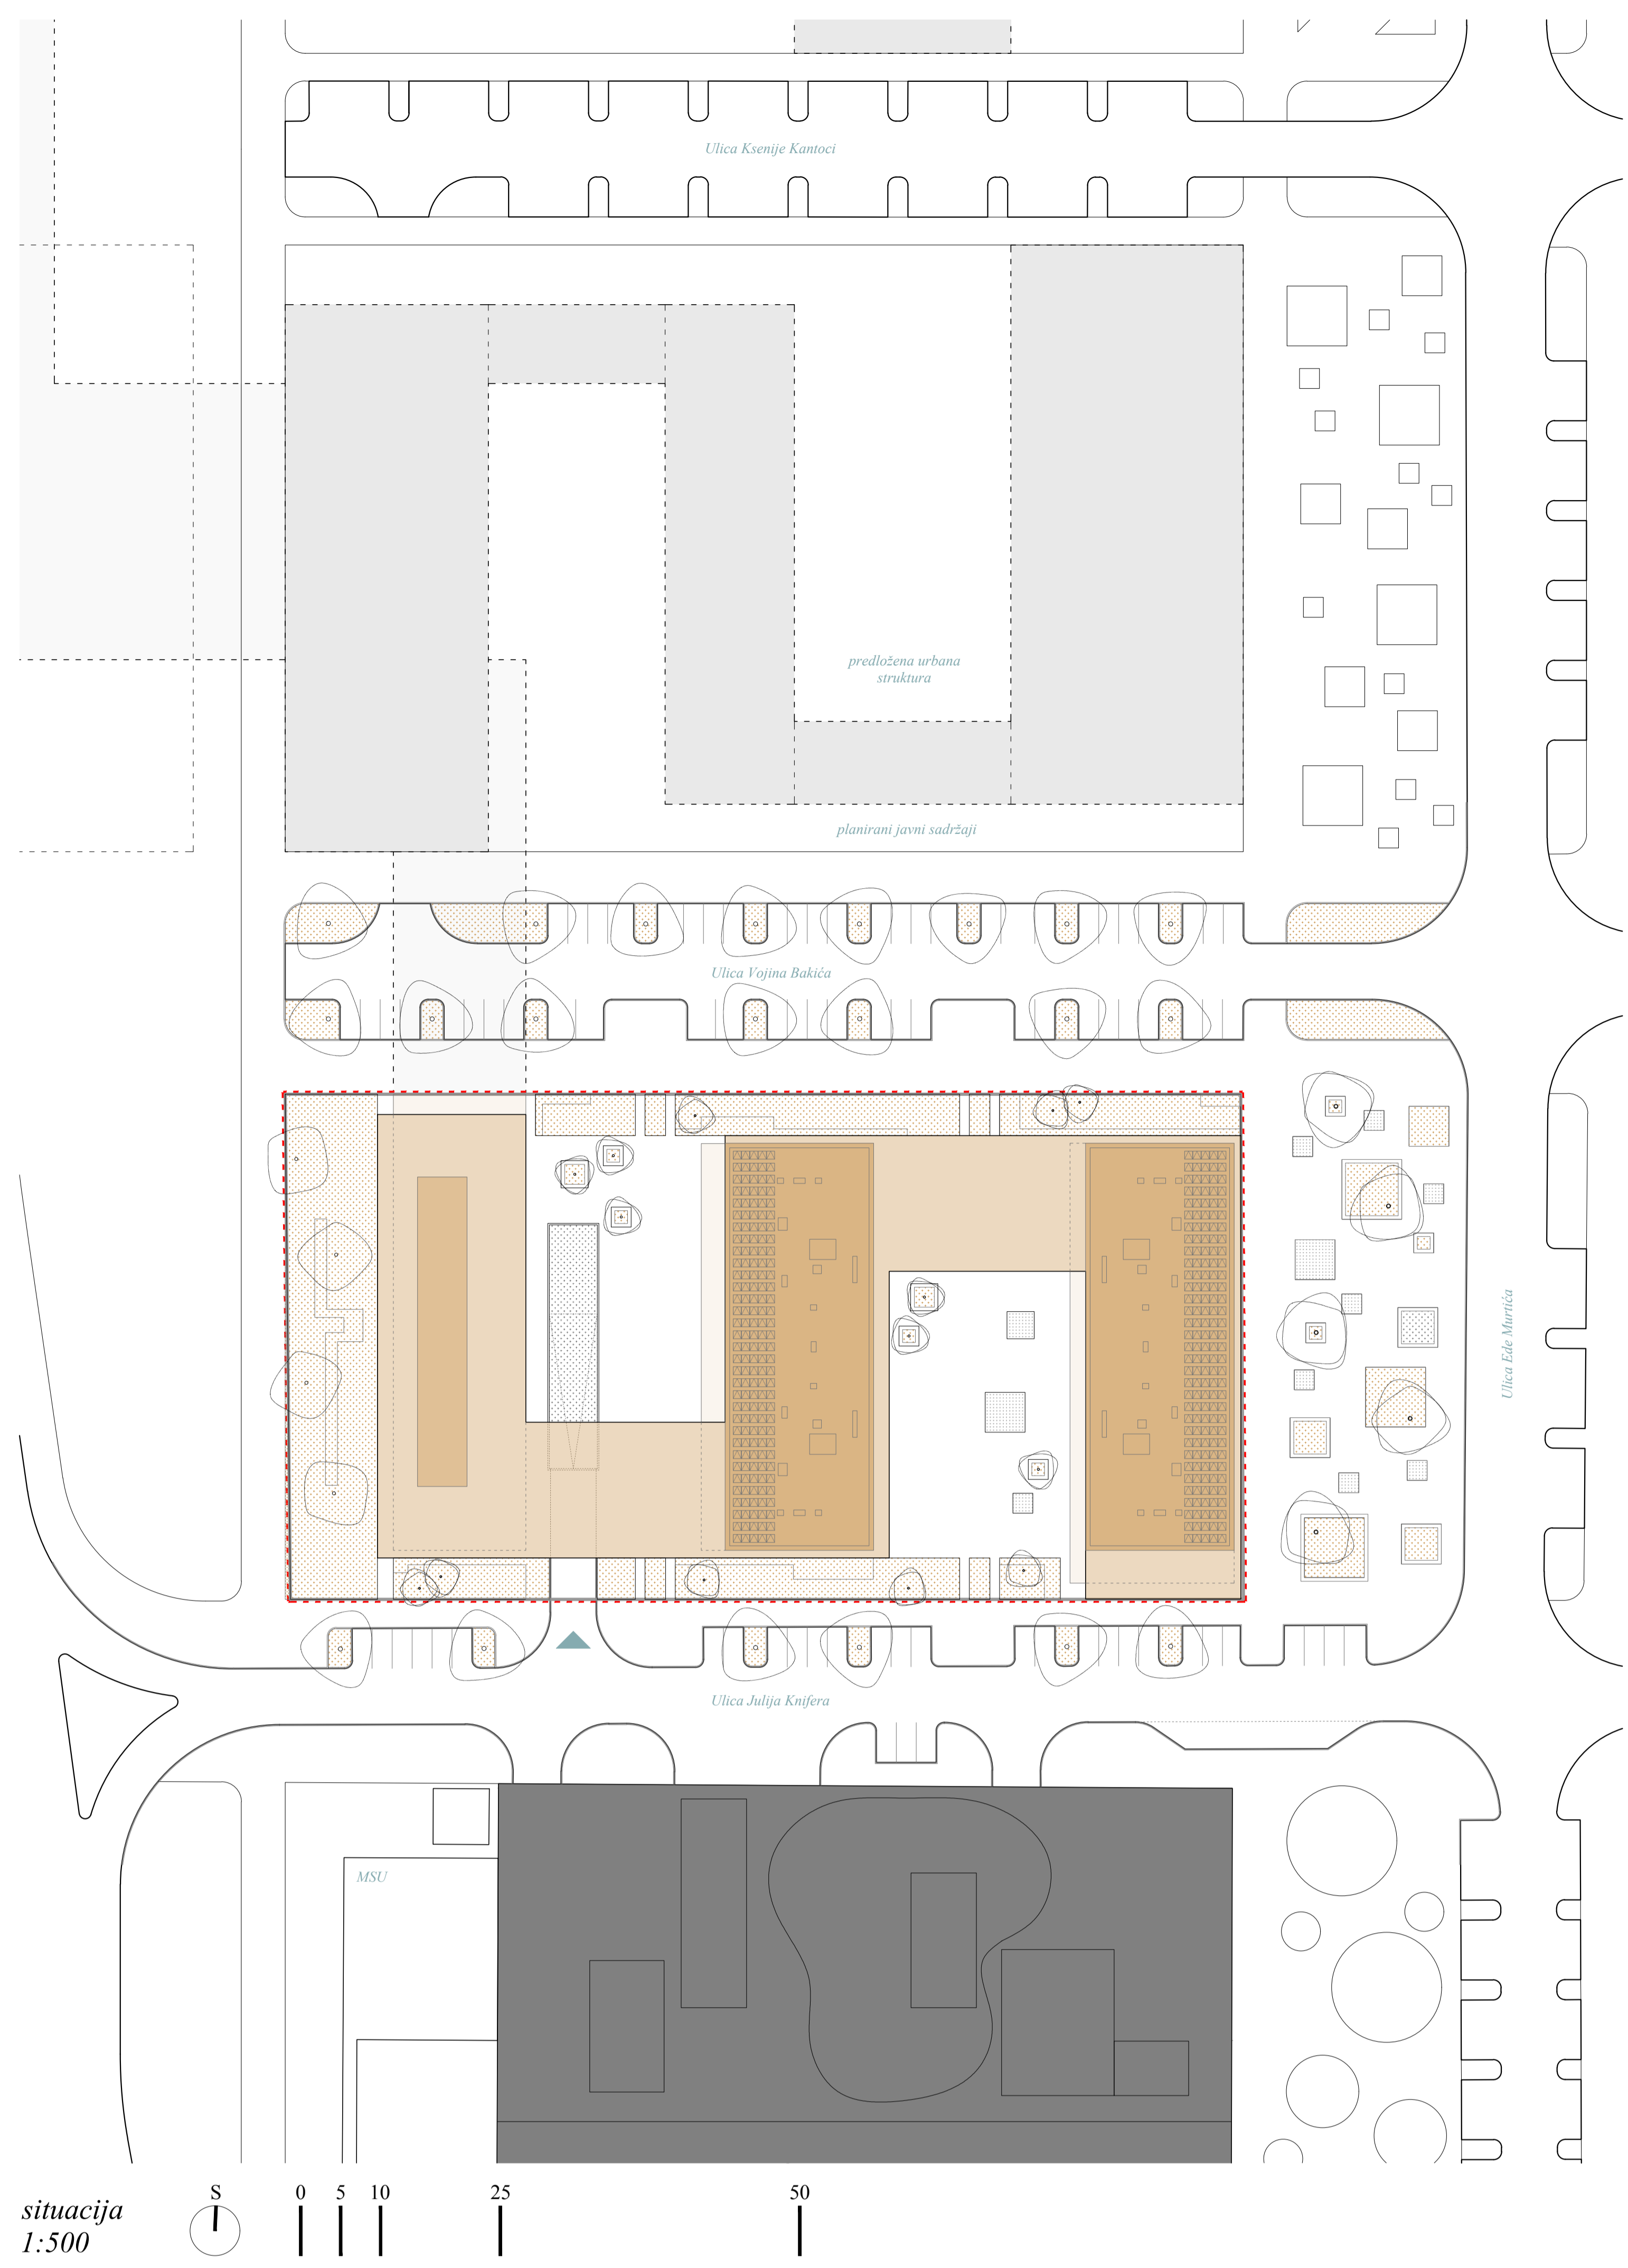 Ulica Ksenije Kantoci
predložena urbana
struktura
planirani javni sadržaji
Ulica Vojina Bakića
Ulica Ede Murtića
Ulica Julija Knifera
MSU
situacija
1:500
S
0 5 10 25 50